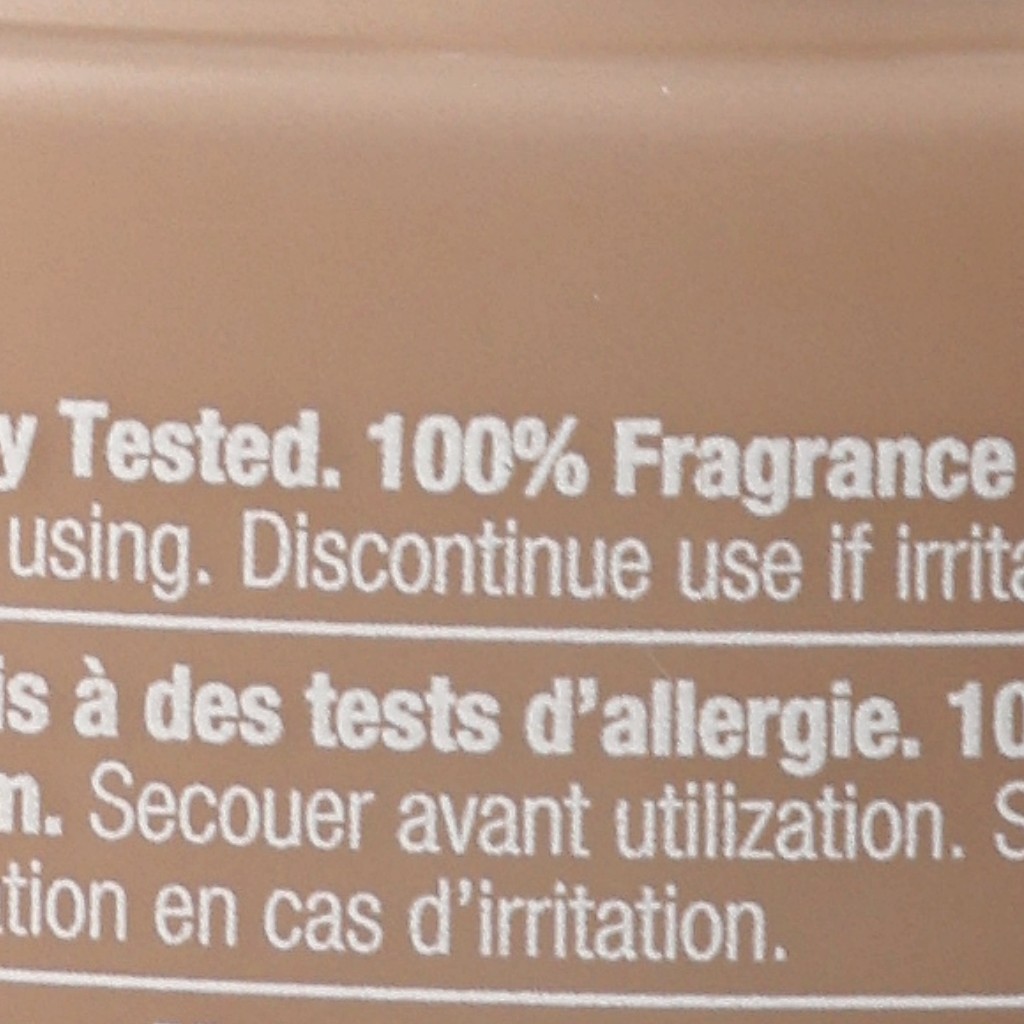 y Tested. 100% Fragrance
using. Discontinue use if irrita
is à des tests d'allergie. 10
m. Secouer avant utilization. S
tion en cas d'irritation.